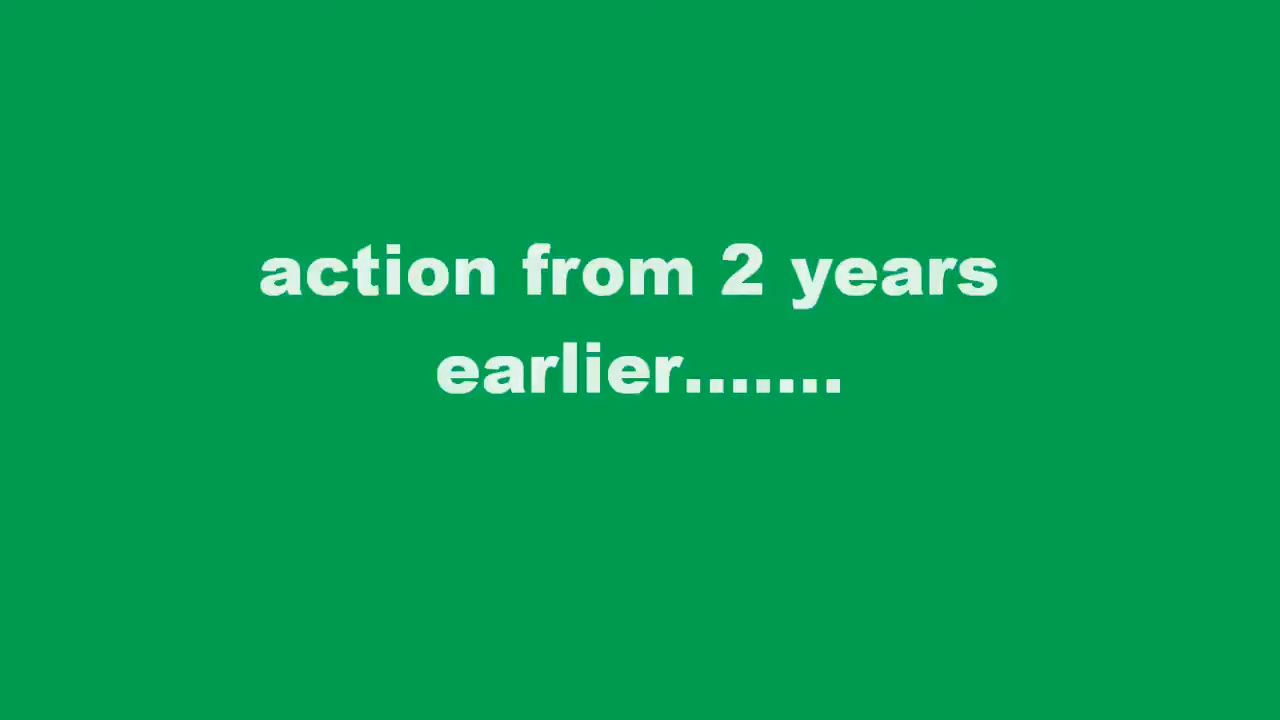 action from 2 years
earlier.......